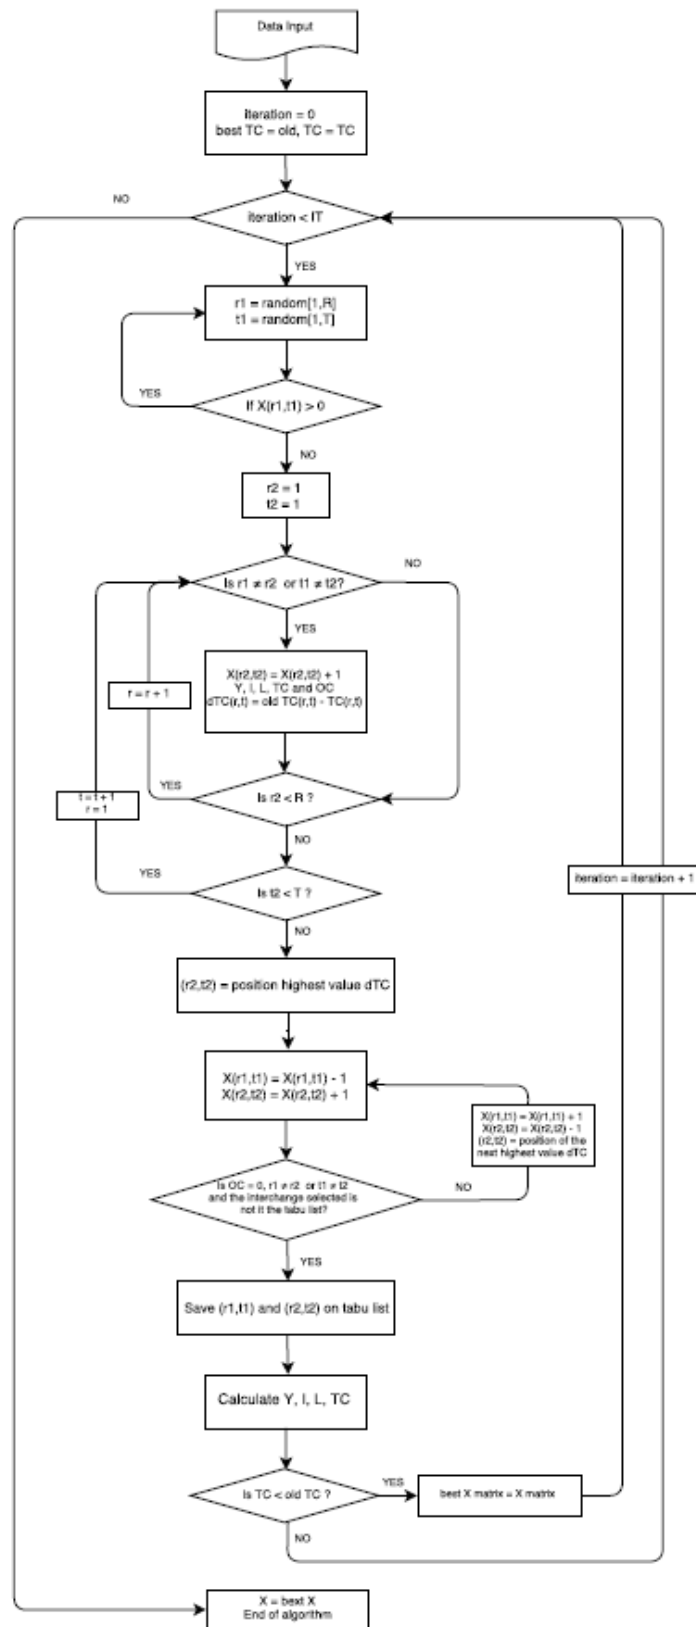 Data Input
iteration = 0
best TC = old, TC = TC
NO
iteration < IT
YES
r1 = random[1,R]
t1 = random[1,T]
YES
If X(r1,t1) > 0
NO
r2 = 1
t2 = 1
NO
Is r1 ≠ r2 or t1 ≠ t2?
YES
X(r2,t2) = X(r2,t2) + 1
Y, I, L, TC and OC
dTC(r,t) = old TC(r,t) - TC(r,t)
r = r + 1
YES
Is r2 < R ?
t = t + 1
r = 1
NO
YES
Is t2 < T ?
iteration = iteration + 1
NO
(r2,t2) = position highest value dTC
X(r1,t1) = X(r1,t1) - 1
X(r2,t2) = X(r2,t2) + 1
X(r1,t1) = X(r1,t1) + 1
X(r2,t2) = X(r2,t2) - 1
(r2,t2) = position of the
next highest value dTC
Is OC = 0, r1 ≠ r2 or t1 ≠ t2
and the interchange selected is
not it the tabu list?
NO
YES
Save (r1,t1) and (r2,t2) on tabu list
Calculate Y, I, L, TC
Is TC < old TC ?
YES
best X matrix = X matrix
NO
X = bext X
End of algorithm